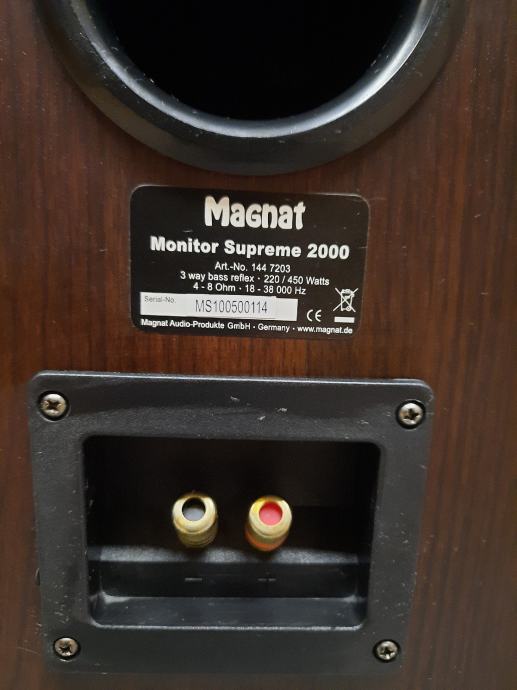 Magnat
Monitor Supreme 2000
Art.-No. 144 7203
3 way bass reflex · 220 / 450 Watts
4 - 8 Ohm · 18 - 38 000 Hz
Serial-No. MS100500114
CE
Magnat Audio-Produkte GmbH · Germany · www.magnat.de
- +